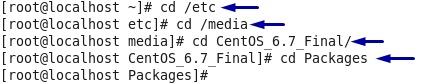 [root@localhost ~]# cd /etc
[root@localhost etc]# cd /media
[root@localhost media]# cd CentOS_6.7_Final/
[root@localhost CentOS_6.7_Final]# cd Packages
[root@localhost Packages]#